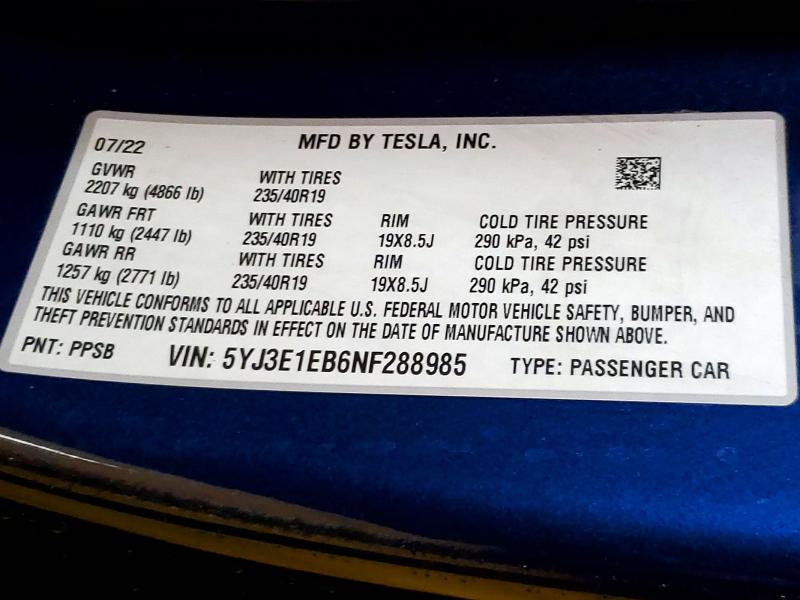 07/22 MFD BY TESLA, INC.
GVWR WITH TIRES
2207 kg (4866 lb) 235/40R19
GAWR FRT WITH TIRES RIM COLD TIRE PRESSURE
1110 kg (2447 lb) 235/40R19 19X8.5J 290 kPa, 42 psi
GAWR RR WITH TIRES RIM COLD TIRE PRESSURE
1257 kg (2771 lb) 235/40R19 19X8.5J 290 kPa, 42 psi
THIS VEHICLE CONFORMS TO ALL APPLICABLE U.S. FEDERAL MOTOR VEHICLE SAFETY, BUMPER, AND
THEFT PREVENTION STANDARDS IN EFFECT ON THE DATE OF MANUFACTURE SHOWN ABOVE.
PNT: PPSB VIN: 5YJ3E1EB6NF288985 TYPE: PASSENGER CAR